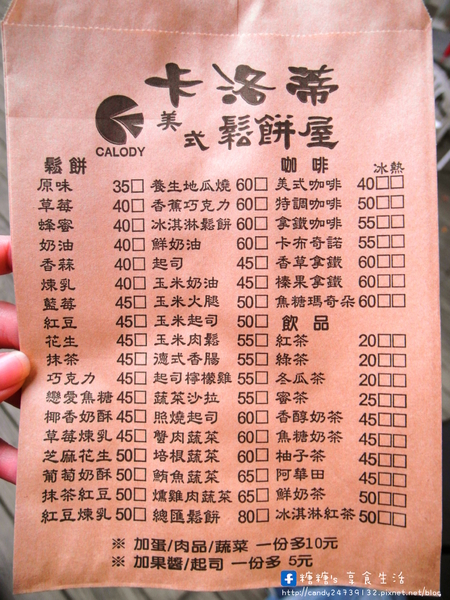 卡洛蒂
美式鬆餅屋
CALODY
鬆餅
原味 35□
草莓 40□
蜂蜜 40□
奶油 40□
香蒜 40□
煉乳 40□
藍莓 45□
紅豆 45□
花生 45□
抹茶 45□
巧克力 45□
戀愛焦糖 45□
椰香奶酥 45□
草莓煉乳 45□
芝麻花生 50□
葡萄奶酥 50□
抹茶紅豆 50□
紅豆煉乳 50□
養生地瓜燒 60□
香蕉巧克力 60□
冰淇淋鬆餅 60□
鮮奶油 60□
起司 45□
玉米奶油 45□
玉米火腿 50□
玉米起司 50□
玉米肉鬆 55□
德式香腸 55□
起司檸檬雞 55□
蔬菜沙拉 55□
照燒起司 60□
蟹肉蔬菜 60□
培根蔬菜 60□
鮪魚蔬菜 65□
燻雞肉蔬菜 65□
總匯鬆餅 80□
咖啡 冰熱
美式咖啡 40□□
特調咖啡 50□□
拿鐵咖啡 55□□
卡布奇諾 55□□
香草拿鐵 60□□
榛果拿鐵 60□□
焦糖瑪奇朵 60□□
飲品
紅茶 20□□
綠茶 20□□
冬瓜茶 20□□
蜜茶 25□□
香醇奶茶 45□□
焦糖奶茶 45□□
柚子茶 45□□
阿華田 45□□
鮮奶茶 50□□
冰淇淋紅茶 50□□
※ 加蛋/肉品/蔬菜 一份多10元
※ 加果醬/起司 一份多 5元
糖糖's 享食生活
http://candy24739132.pixnet.net/blog